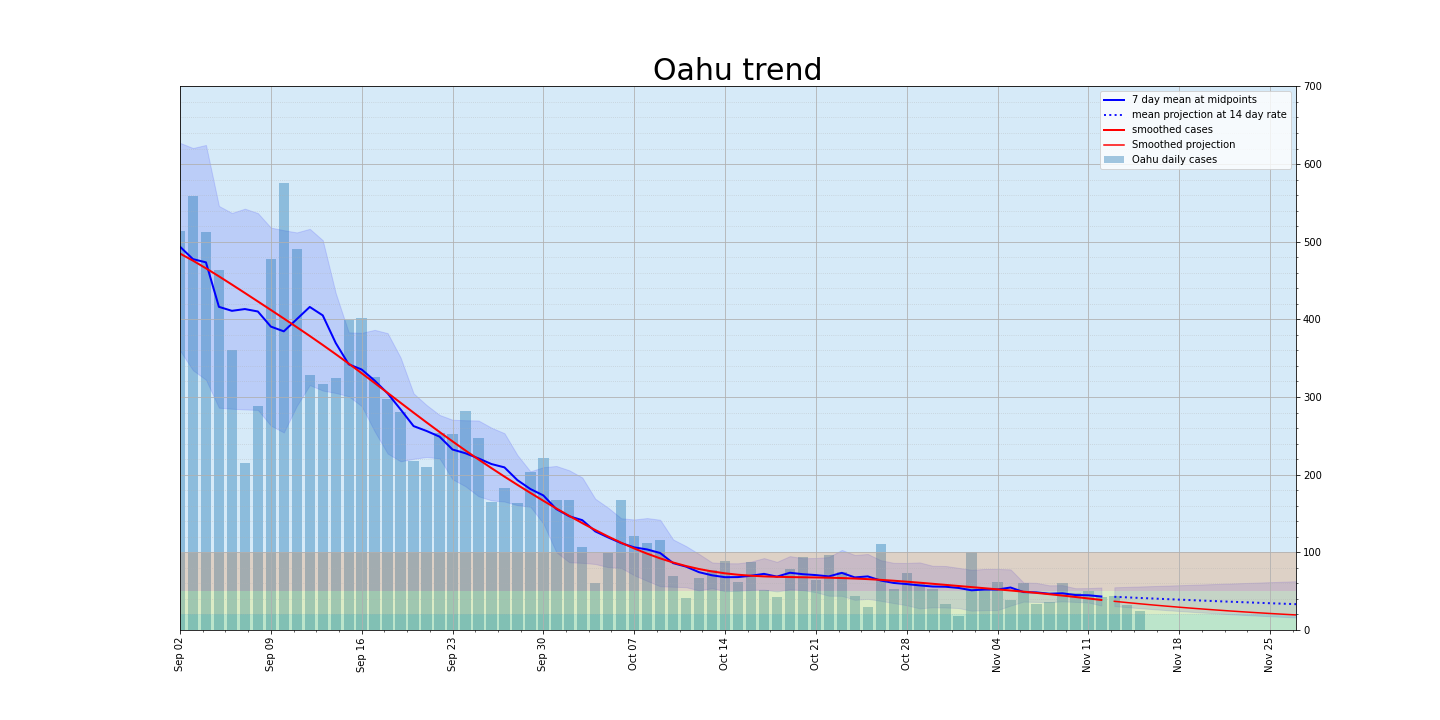 Oahu trend
7 day mean at midpoints
mean projection at 14 day rate
smoothed cases
Smoothed projection
Oahu daily cases
700
600
500
400
300
200
100
0
Sep 02
Sep 09
Sep 16
Sep 23
Sep 30
Oct 07
Oct 14
Oct 21
Oct 28
Nov 04
Nov 11
Nov 18
Nov 25